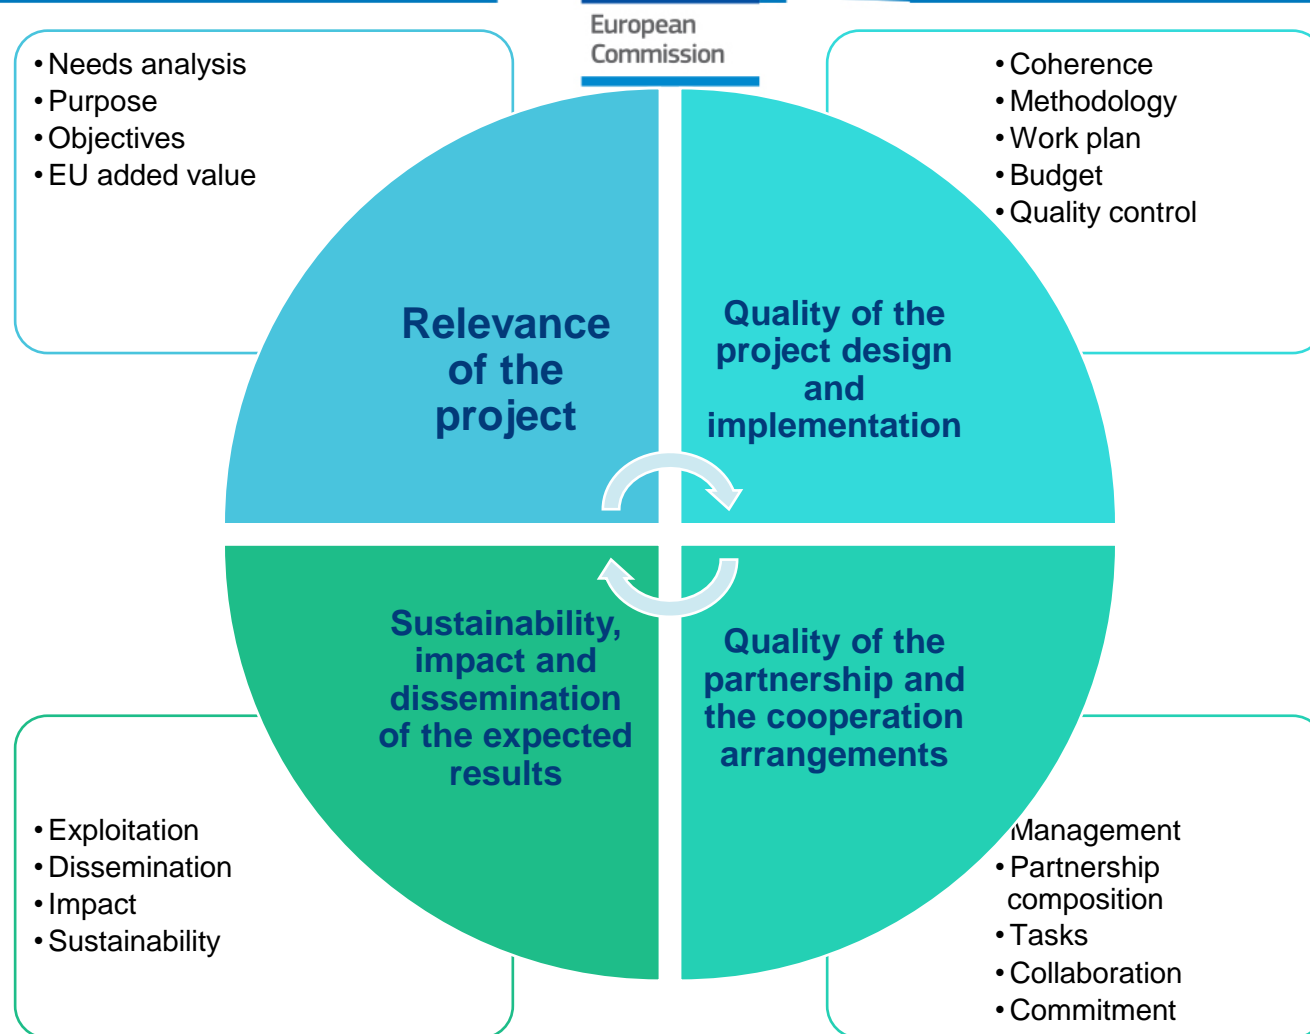 European
Commission
• Needs analysis
• Purpose
• Objectives
• EU added value
• Coherence
• Methodology
• Work plan
• Budget
• Quality control
Relevance
of the
project
Quality of the
project design
and
implementation
Sustainability,
impact and
dissemination
of the expected
results
Quality of the
partnership and
the cooperation
arrangements
• Exploitation
• Dissemination
• Impact
• Sustainability
Management
• Partnership
composition
• Tasks
• Collaboration
• Commitment